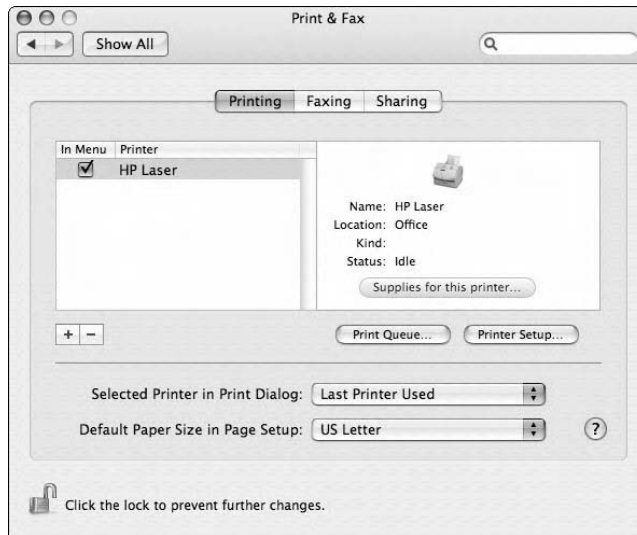 Print & Fax
Show All
Printing Faxing Sharing
In Menu Printer
HP Laser
Name: HP Laser
Location: Office
Kind:
Status: Idle
Supplies for this printer...
+ −
Print Queue... Printer Setup...
Selected Printer in Print Dialog: Last Printer Used
Default Paper Size in Page Setup: US Letter ?
Click the lock to prevent further changes.